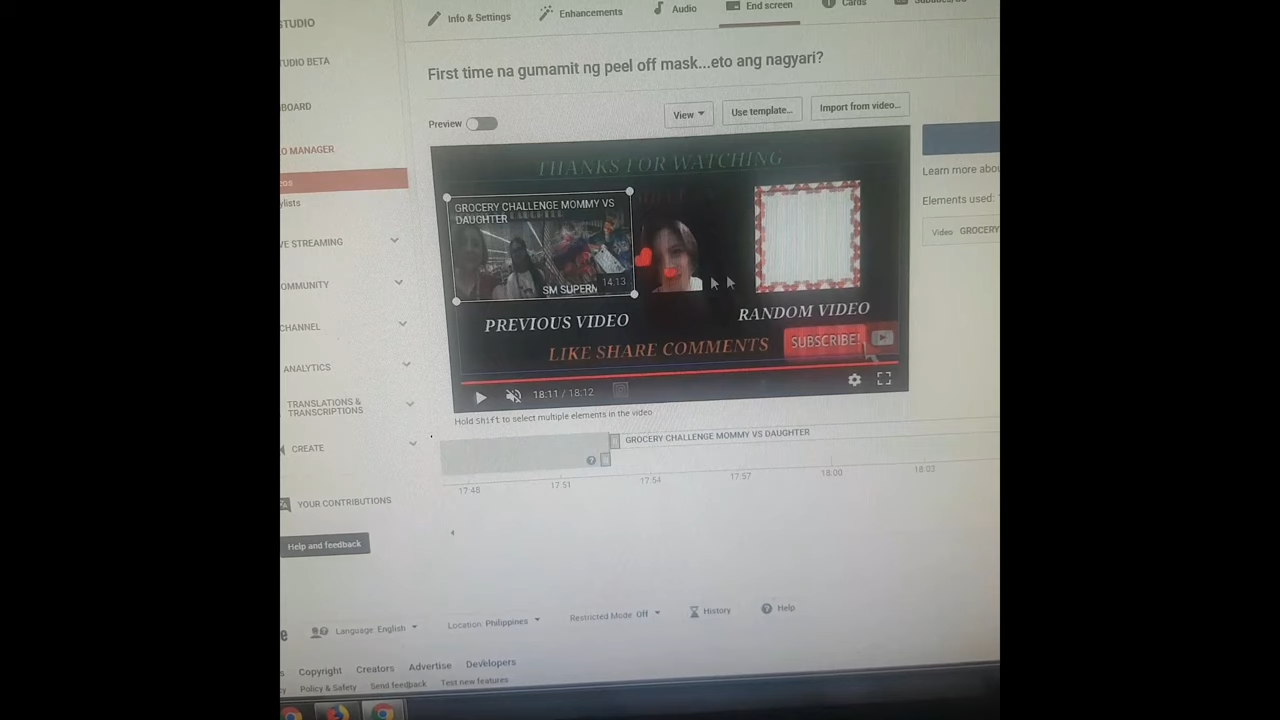 STUDIO
TUDIO BETA
BOARD
O MANAGER
eos
ylists
VE STREAMING
OMMUNITY
CHANNEL
ANALYTICS
TRANSLATIONS &
TRANSCRIPTIONS
CREATE
YOUR CONTRIBUTIONS
Help and feedback
Info & Settings
Enhancements
Audio
End screen
Cards
First time na gumamit ng peel off mask...eto ang nagyari?
Preview
View
Use template...
Import from video...
THANKS FOR WATCHING
GROCERY CHALLENGE MOMMY VS
DAUGHTER
14:13
SM SUPERM
PREVIOUS VIDEO
RANDOM VIDEO
LIKE SHARE COMMENTS
SUBSCRIBE!
18:11 / 18:12
Learn more abou
Elements used:
Video GROCERY
Hold Shift to select multiple elements in the video
GROCERY CHALLENGE MOMMY VS DAUGHTER
17:48 17:51 17:54 17:57 18:00 18:03
Language: English
Location: Philippines
Restricted Mode: Off
History
Help
Copyright Creators Advertise Developers
Policy & Safety Send feedback Test new features